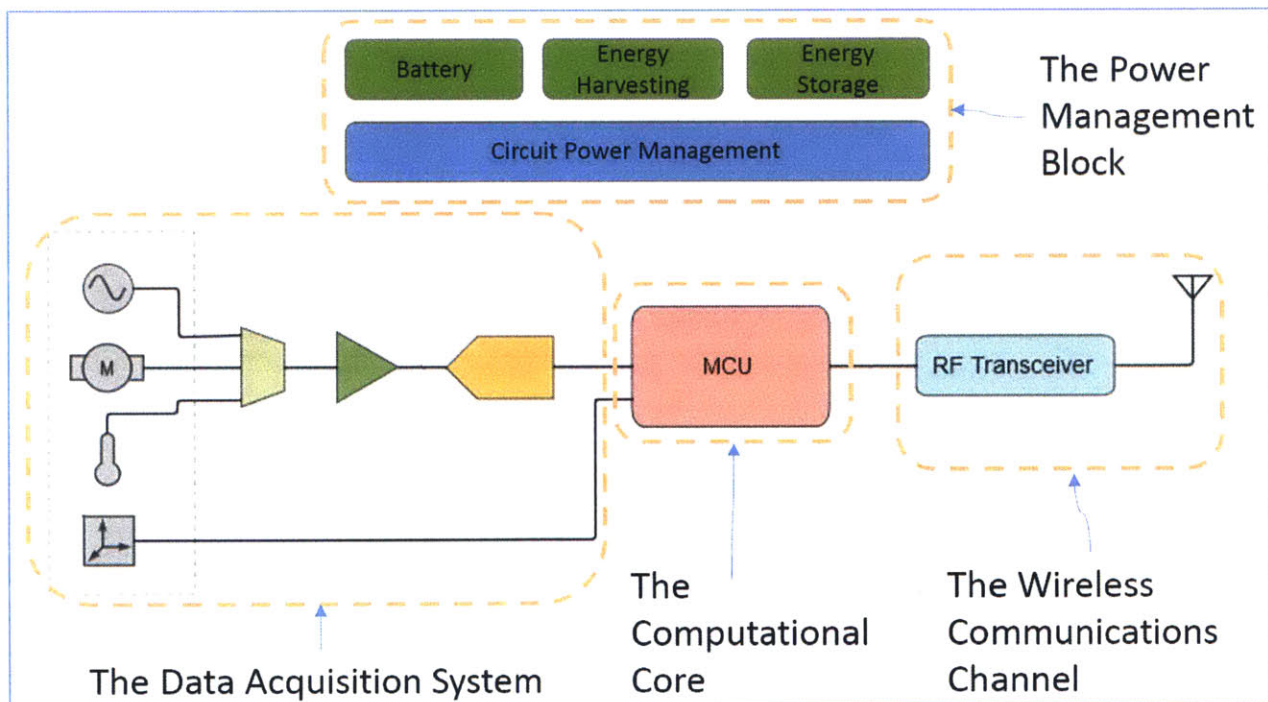 Battery
Energy
Harvesting
Energy
Storage
Circuit Power Management
The Power
Management
Block
M
MCU
RF Transceiver
The Data Acquisition System
The
Computational
Core
The Wireless
Communications
Channel